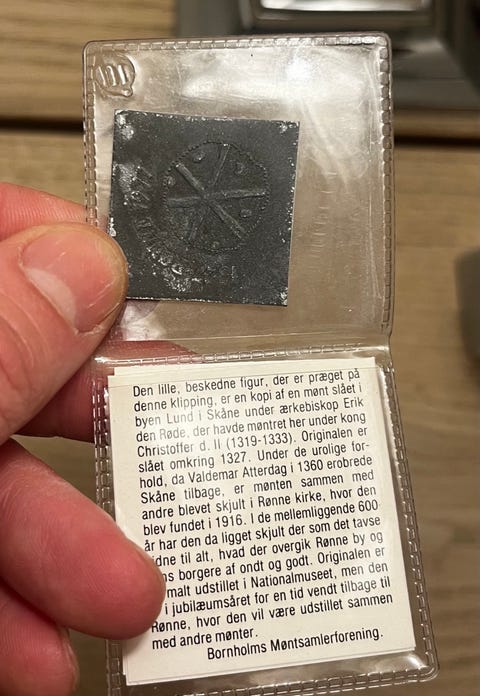 Den lille, beskedne figur, der er præget på
denne klipping, er en kopi af en mønt slået i
byen Lund i Skåne under ærkebiskop Erik
den Røde, der havde møntret her under kong
Christoffer d. II (1319-1333). Originalen er
slået omkring 1327. Under de urolige for-
hold, da Valdemar Atterdag i 1360 erobrede
Skåne tilbage, er mønten sammen med
andre blevet skjult i Rønne kirke, hvor den
blev fundet i 1916. I de mellemliggende 600
år har den da ligget skjult der som det tavse
dne til alt, hvad der overgik Rønne by og
ns borgere af ondt og godt. Originalen er
malt udstillet i Nationalmuseet, men den
i jubilæumsåret for en tid vendt tilbage til
Rønne, hvor den vil være udstillet sammen
med andre mønter.
Bornholms Møntsamlerforening.